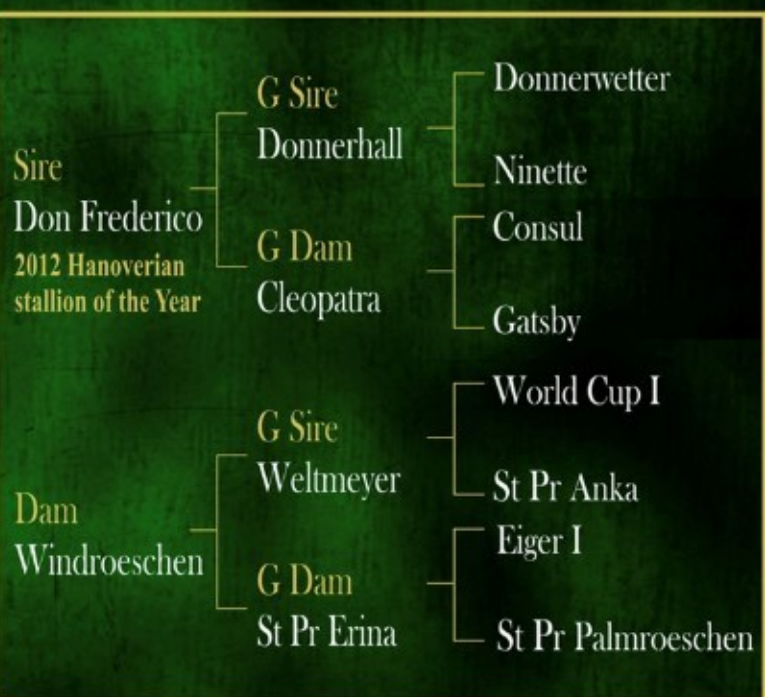 Sire
Don Frederico
2012 Hanoverian
stallion of the Year
G Sire
Donnerhall
G Dam
Cleopatra
Donnerwetter
Ninette
Consul
Gatsby
Dam
Windroeschen
G Sire
Weltmeyer
G Dam
St Pr Erina
World Cup I
St Pr Anka
Eiger I
St Pr Palmroeschen